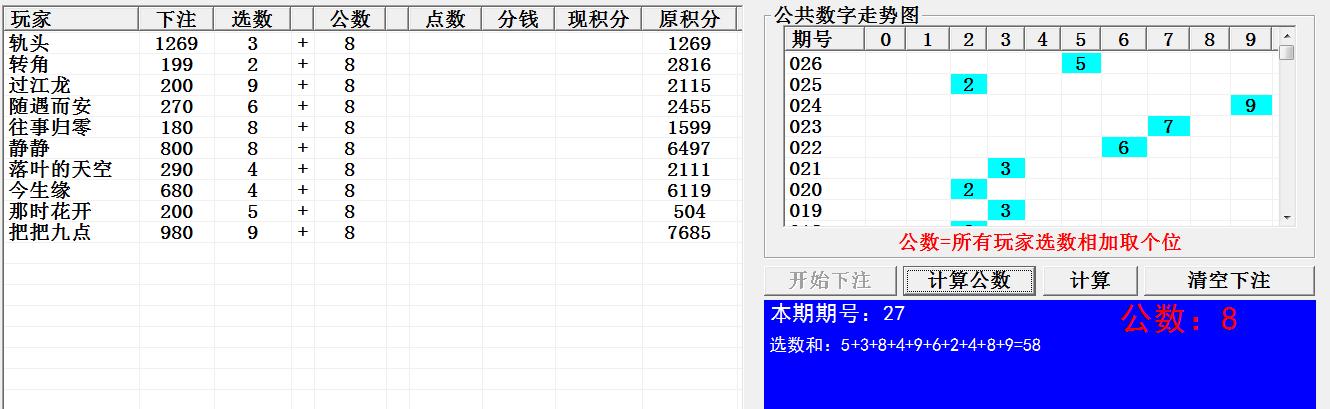 玩家 下注 选数 公数 点数 分钱 现积分 原积分
轨头 1269 3 + 8 1269
转角 199 2 + 8 2816
过江龙 200 9 + 8 2115
随遇而安 270 6 + 8 2455
往事归零 180 8 + 8 1599
静静 800 8 + 8 6497
落叶的天空 290 4 + 8 2111
今生缘 680 4 + 8 6119
那时花开 200 5 + 8 504
把把九点 980 9 + 8 7685
公共数字走势图
期号 0 1 2 3 4 5 6 7 8 9
026 5
025 2
024 9
023 7
022 6
021 3
020 2
019 3
公数=所有玩家选数相加取个位
开始下注 计算公数 计算 清空下注
本期期号：27 公数：8
选数和：5+3+8+4+9+6+2+4+8+9=58